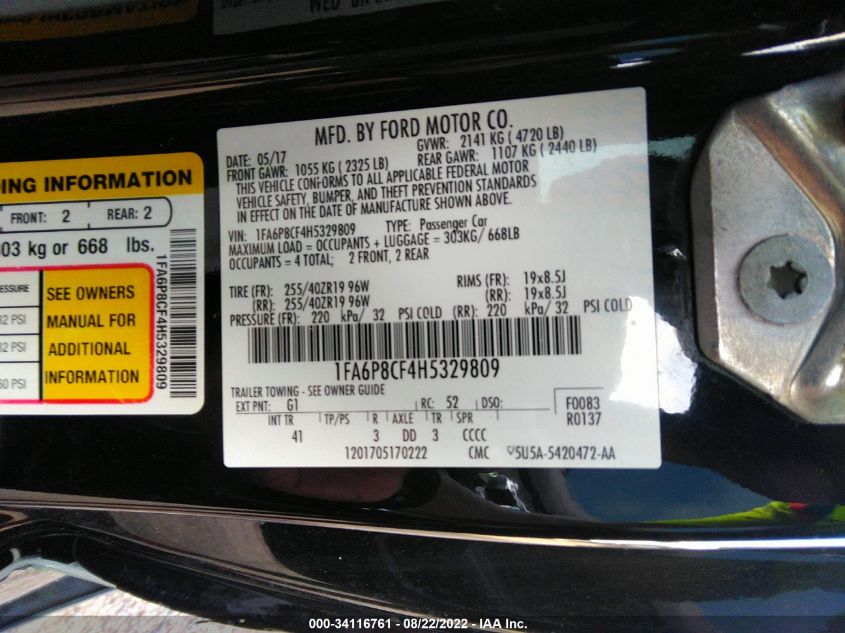 MFD. BY FORD MOTOR CO.
DATE: 05/17 GVWR: 2141 KG ( 4720 LB)
FRONT GAWR: 1055 KG ( 2325 LB) REAR GAWR: 1107 KG ( 2440 LB)
THIS VEHICLE CONFORMS TO ALL APPLICABLE FEDERAL MOTOR
VEHICLE SAFETY, BUMPER, AND THEFT PREVENTION STANDARDS
IN EFFECT ON THE DATE OF MANUFACTURE SHOWN ABOVE.
VIN: 1FA6P8CF4H5329809 TYPE: Passenger Car
MAXIMUM LOAD = OCCUPANTS + LUGGAGE = 303KG/ 668LB
OCCUPANTS = 4 TOTAL; 2 FRONT, 2 REAR
TIRE (FR): 255/40ZR19 96W RIMS (FR): 19x8.5J
(RR): 255/40ZR19 96W (RR): 19x8.5J
PRESSURE (FR): 220 kPa/ 32 PSI COLD (RR): 220 kPa/ 32 PSI COLD
1FA6P8CF4H5329809
TRAILER TOWING - SEE OWNER GUIDE
EXT PNT: G1 RC: 52 DSO: F0083
INT TR TP/PS R AXLE TR SPR R0137
41 3 DD 3 CCCC
1201705170222 CMC 5U5A-5420472-AA
INFORMATION
FRONT: 2 REAR: 2
kg or 668 lbs.
SEE OWNERS
MANUAL FOR
ADDITIONAL
INFORMATION
PSI
PSI
PSI
1FA6P8CF4H5329809
000-34116761 - 08/22/2022 - IAA Inc.